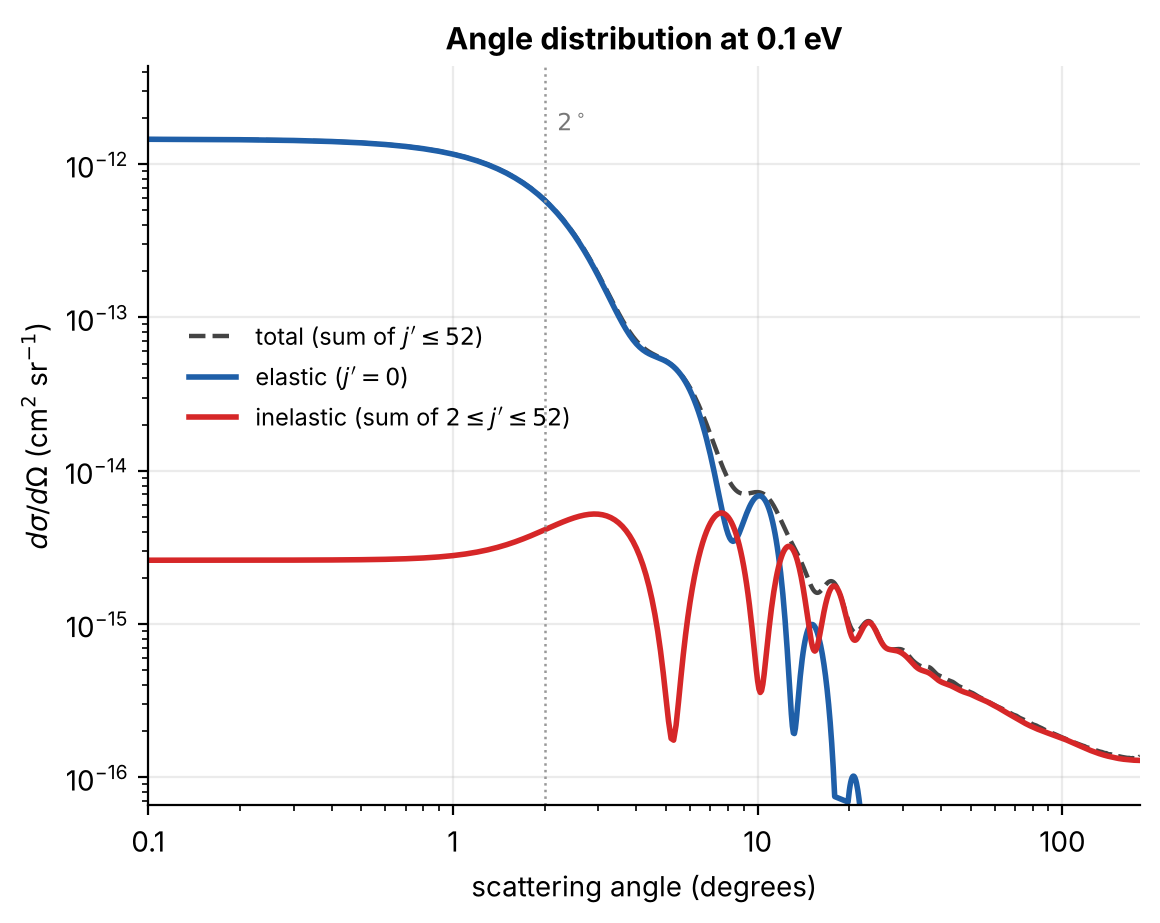 Angle distribution at 0.1 eV
2°
10⁻¹²
10⁻¹³
10⁻¹⁴
10⁻¹⁵
10⁻¹⁶
dσ/dΩ (cm² sr⁻¹)
total (sum of j′ ≤ 52)
elastic (j′ = 0)
inelastic (sum of 2 ≤ j′ ≤ 52)
0.1 1 10 100
scattering angle (degrees)